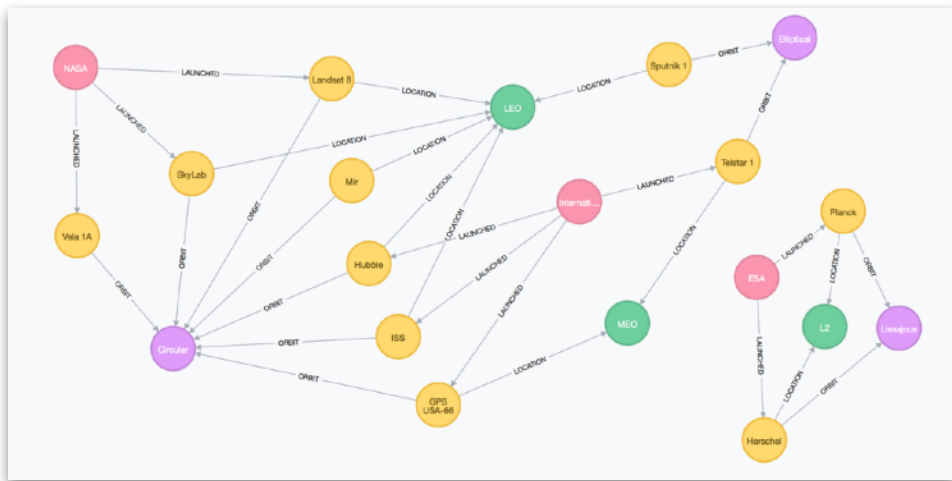 NASA
LAUNCHED
Landsat 8
LOCATION
LEO
LOCATION
Sputnik 1
ORBIT
Elliptical
LAUNCHED
LAUNCHED
SkyLab
LOCATION
Mir
LOCATION
ORBIT
Telstar 1
LAUNCHED
Internati...
LOCATION
ORBIT
Vela 1A
ORBIT
ORBIT
ORBIT
Hubble
LAUNCHED
LOCATION
LOCATION
Planck
LAUNCHED
LOCATION
ORBIT
ESA
ORBIT
ORBIT
LAUNCHED
LAUNCHED
ISS
MEO
L2
Lissajous
Circular
ORBIT
ORBIT
LOCATION
GPS
USA-66
LAUNCHED
LOCATION
ORBIT
Herschel